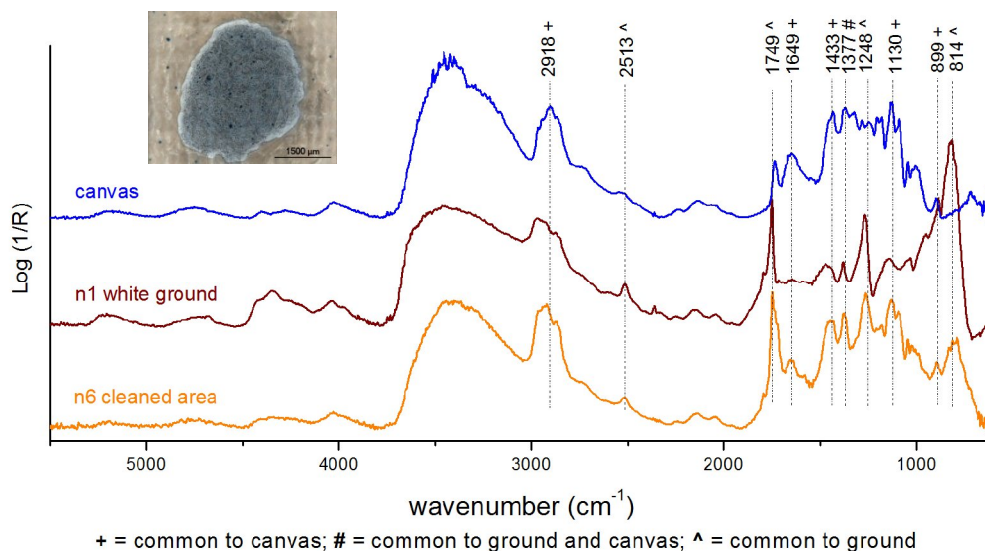 1500 µm
2918 +
2513 ^
1749 ^
1649 +
1433 +
1377 #
1248 ^
1130 +
899 +
814 ^
canvas
n1 white ground
n6 cleaned area
Log (1/R)
5000 4000 3000 2000 1000
wavenumber (cm⁻¹)
+ = common to canvas; # = common to ground and canvas; ^ = common to ground